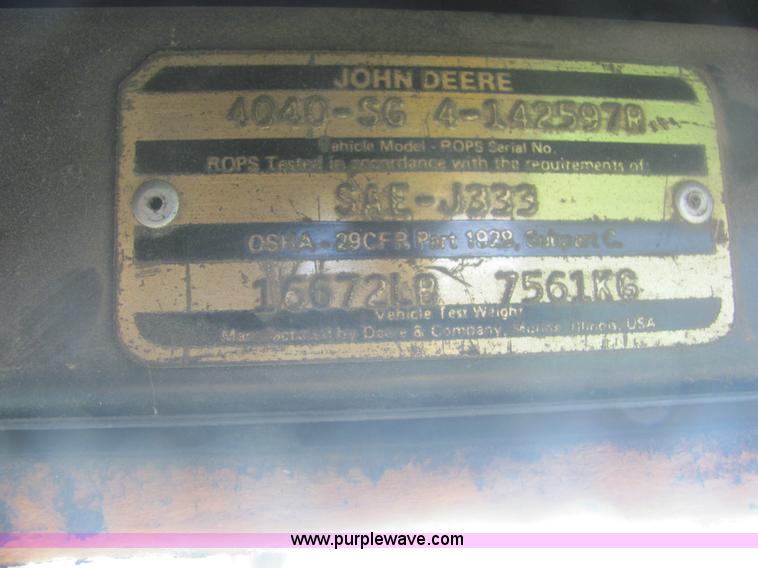 JOHN DEERE
4040-SG 4-142597R
Vehicle Model - ROPS Serial No.
ROPS Tested in accordance with the requirements of:
SAE-J333
OSHA - 29CFR Part 1928, Subpart C.
16672LB 7561KG
Vehicle Test Weight
Manufactured by Deere & Company, Moline, Illinois, USA
www.purplewave.com